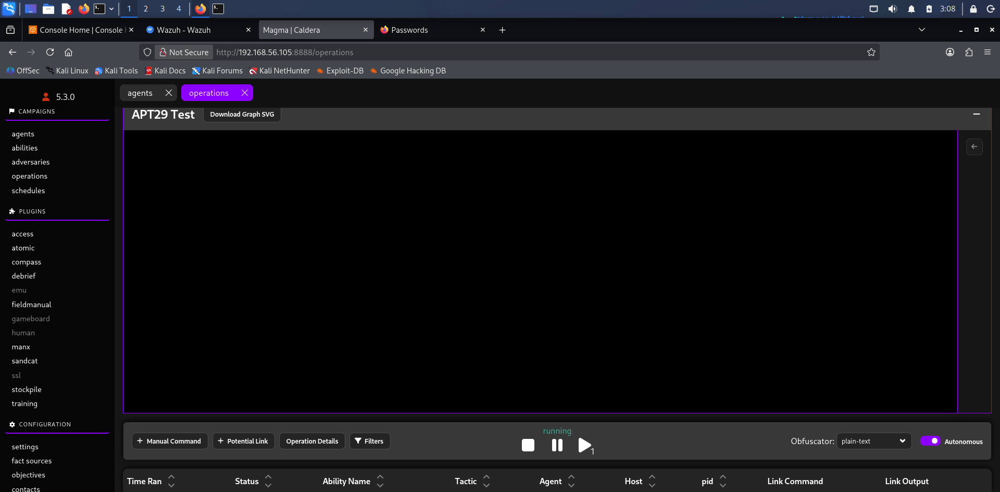 1 2 3 4 3:08
Console Home | Console Wazuh - Wazuh Magma | Caldera Passwords
Not Secure http://192.168.56.105:8888/operations
OffSec Kali Linux Kali Tools Kali Docs Kali Forums Kali NetHunter Exploit-DB Google Hacking DB
5.3.0
CAMPAIGNS
agents
abilities
adversaries
operations
schedules
PLUGINS
access
atomic
compass
debrief
emu
fieldmanual
gameboard
human
manx
sandcat
ssl
stockpile
training
CONFIGURATION
settings
fact sources
objectives
contacts
agents operations
APT29 Test Download Graph SVG
running
Manual Command Potential Link Operation Details Filters 1 Obfuscator: plain-text Autonomous
Time Ran Status Ability Name Tactic Agent Host pid Link Command Link Output